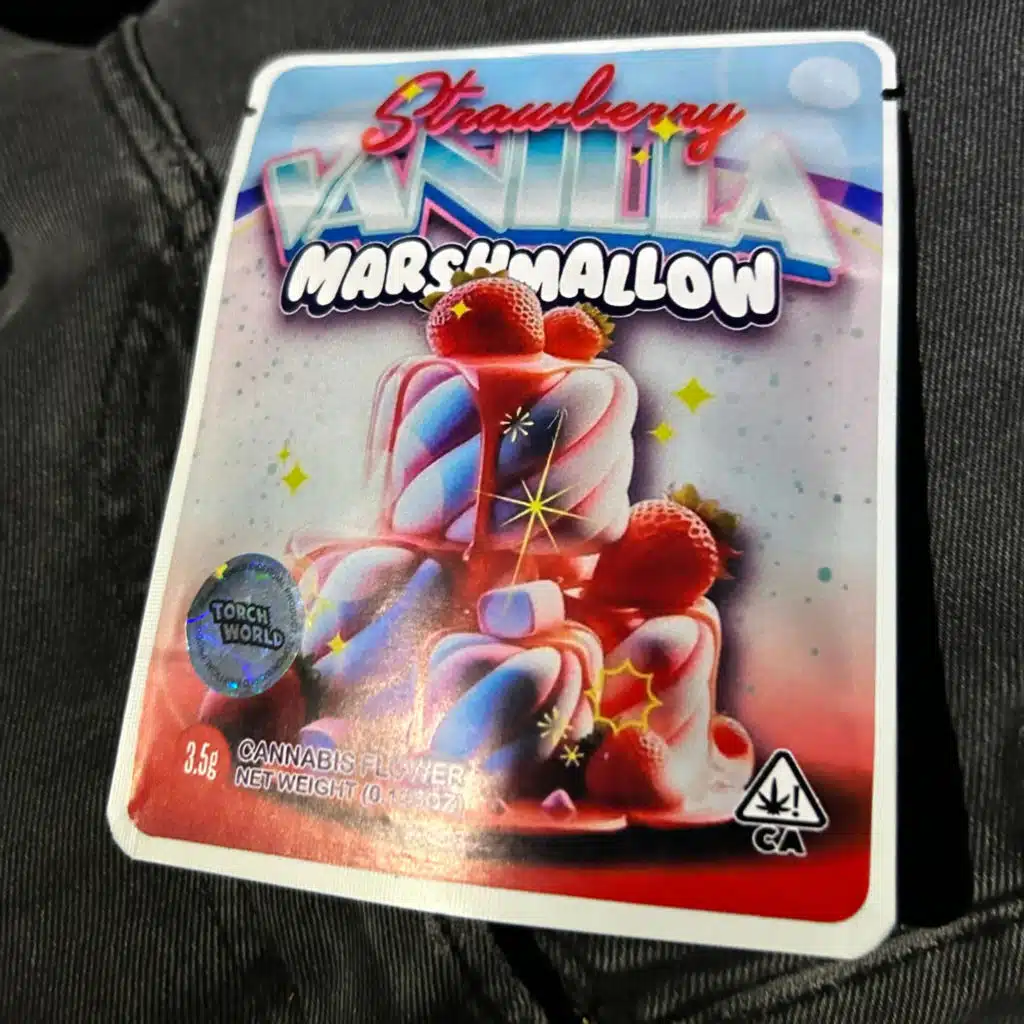 Strawberry
VANILLA
MARSHMALLOW
TORCH
WORLD
3.5g
CANNABIS FLOWER
NET WEIGHT
CA